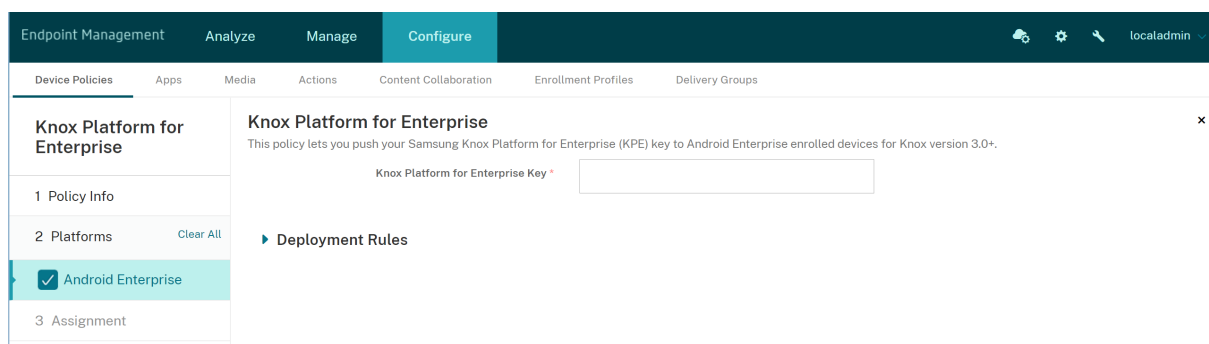 Endpoint Management Analyze Manage Configure localadmin
Device Policies Apps Media Actions Content Collaboration Enrollment Profiles Delivery Groups
Knox Platform for Enterprise
1 Policy Info
2 Platforms Clear All
Android Enterprise
3 Assignment
Knox Platform for Enterprise
This policy lets you push your Samsung Knox Platform for Enterprise (KPE) key to Android Enterprise enrolled devices for Knox version 3.0+.
Knox Platform for Enterprise Key *
Deployment Rules